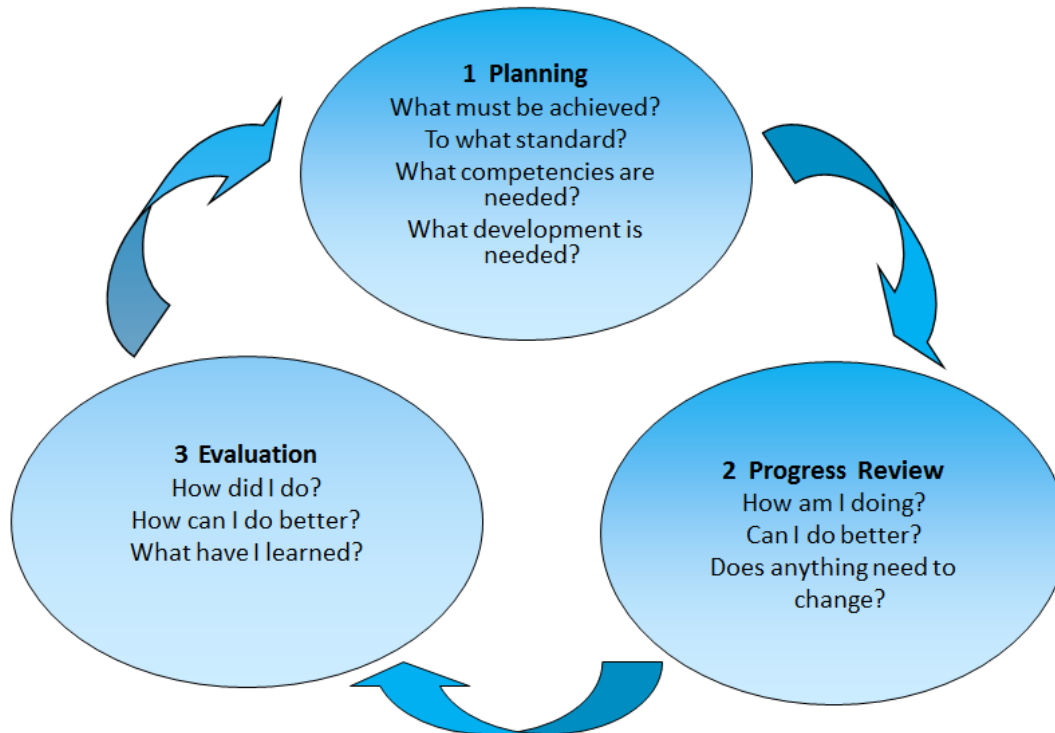 1 Planning
What must be achieved?
To what standard?
What competencies are
needed?
What development is
needed?
2 Progress Review
How am I doing?
Can I do better?
Does anything need to
change?
3 Evaluation
How did I do?
How can I do better?
What have I learned?